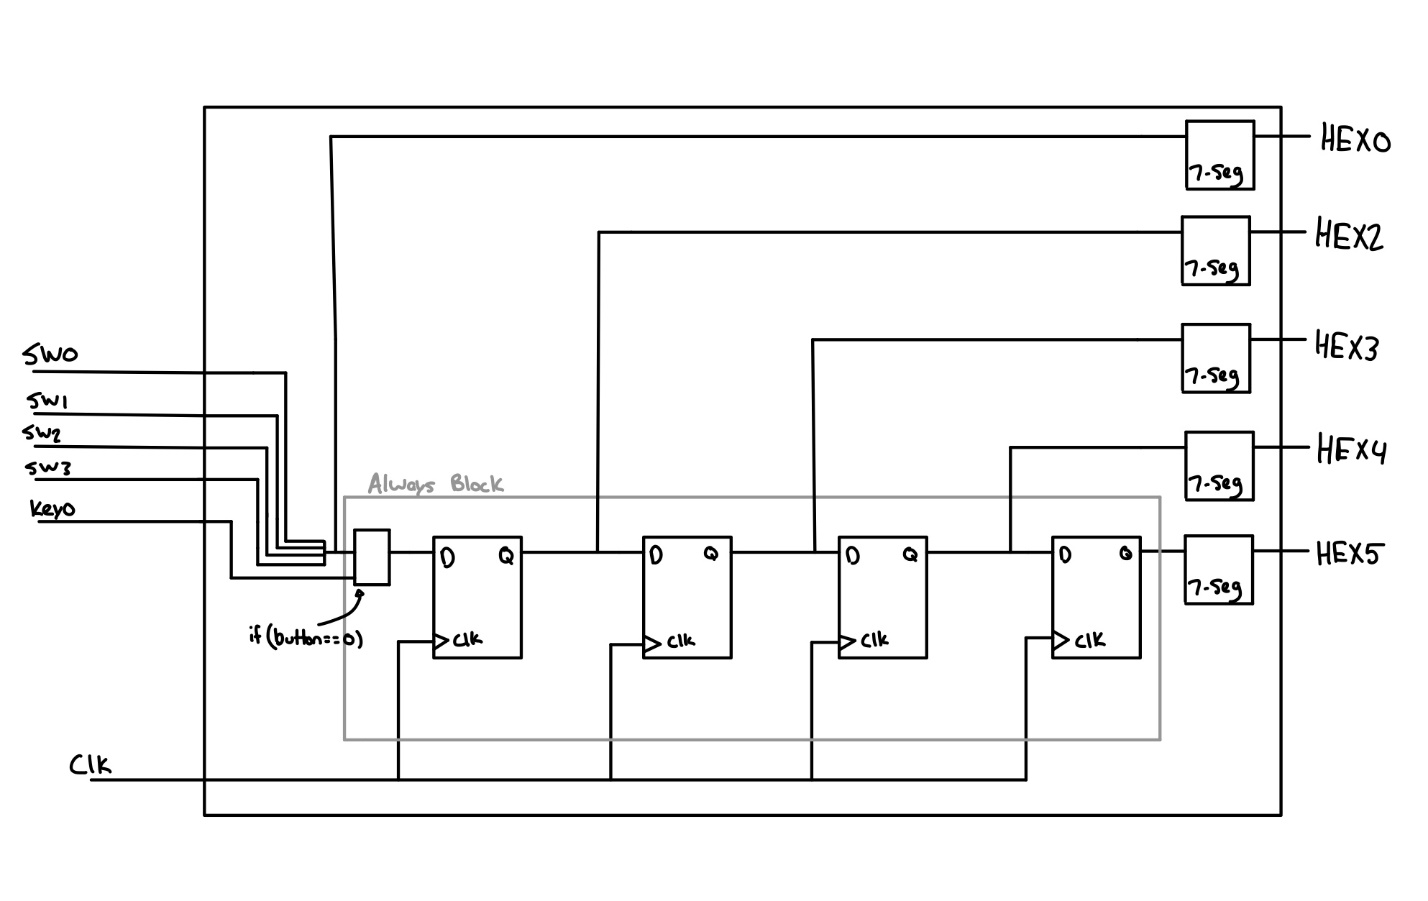 HEX0
7-Seg
HEX2
7-Seg
HEX3
7-Seg
SW0
SW1
SW2
SW3
Key0
HEX4
7-Seg
Always Block
D Q
D Q
D Q
D Q
HEX5
7-Seg
if (button==0)
Clk
Clk
Clk
Clk
Clk